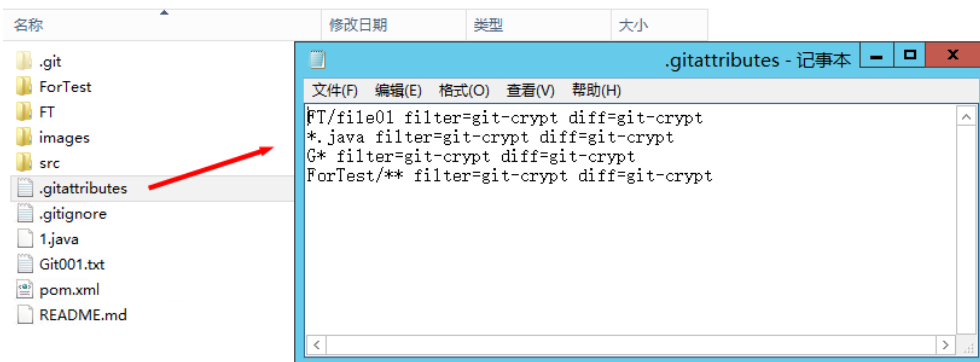 名称 修改日期 类型 大小
.git
ForTest
FT
images
src
.gitattributes
.gitignore
1.java
Git001.txt
pom.xml
README.md
.gitattributes - 记事本
文件(F) 编辑(E) 格式(O) 查看(V) 帮助(H)
FT/file01 filter=git-crypt diff=git-crypt
*.java filter=git-crypt diff=git-crypt
G* filter=git-crypt diff=git-crypt
ForTest/** filter=git-crypt diff=git-crypt